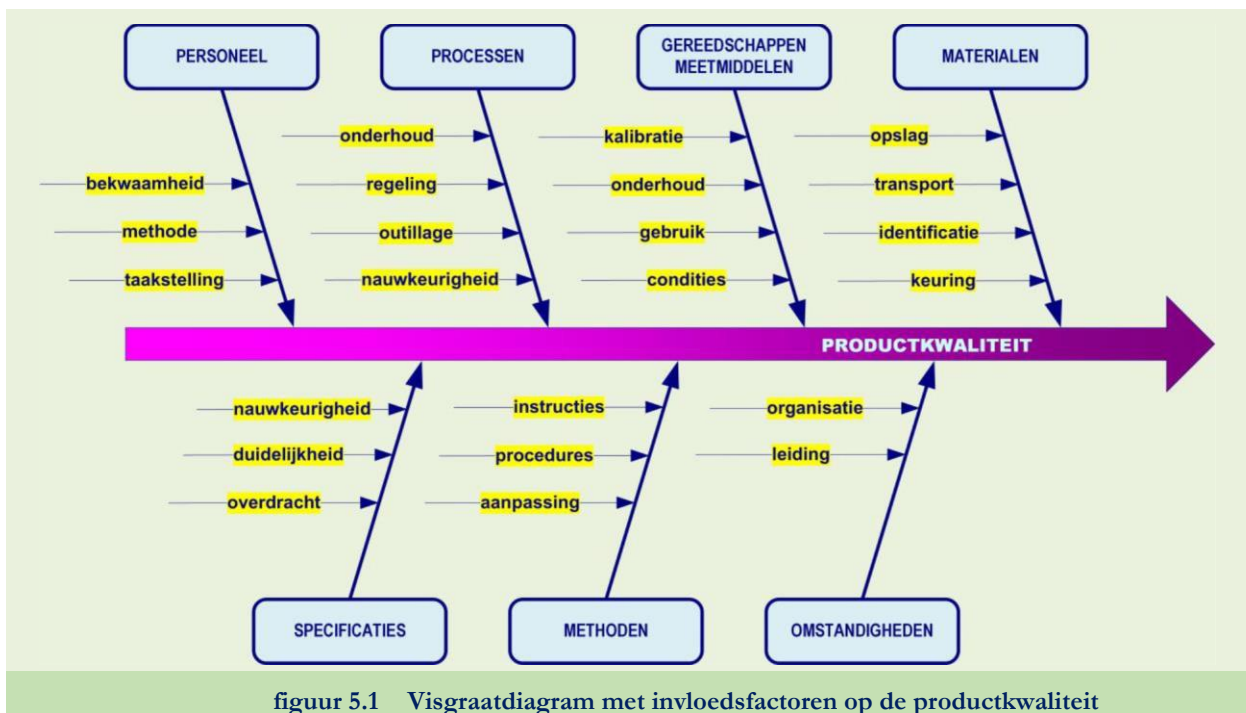 PERSONEEL
PROCESSEN
GEREEDSCHAPPEN
MEETMIDDELEN
MATERIALEN
bekwaamheid
methode
taakstelling
onderhoud
regeling
outillage
nauwkeurigheid
kalibratie
onderhoud
gebruik
condities
opslag
transport
identificatie
keuring
PRODUCTKWALITEIT
nauwkeurigheid
duidelijkheid
overdracht
instructies
procedures
aanpassing
organisatie
leiding
SPECIFICATIES
METHODEN
OMSTANDIGHEDEN
figuur 5.1 Visgraatdiagram met invloedsfactoren op de productkwaliteit